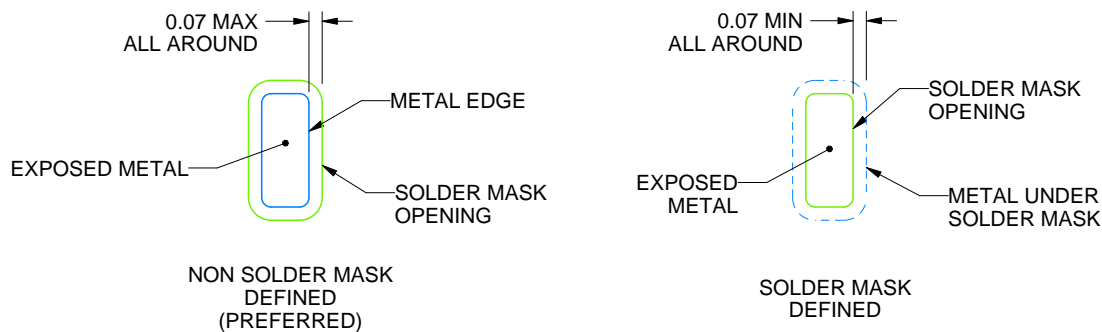 0.07 MAX
ALL AROUND
METAL EDGE
EXPOSED METAL
SOLDER MASK
OPENING
NON SOLDER MASK
DEFINED
(PREFERRED)
0.07 MIN
ALL AROUND
SOLDER MASK
OPENING
EXPOSED
METAL
METAL UNDER
SOLDER MASK
SOLDER MASK
DEFINED